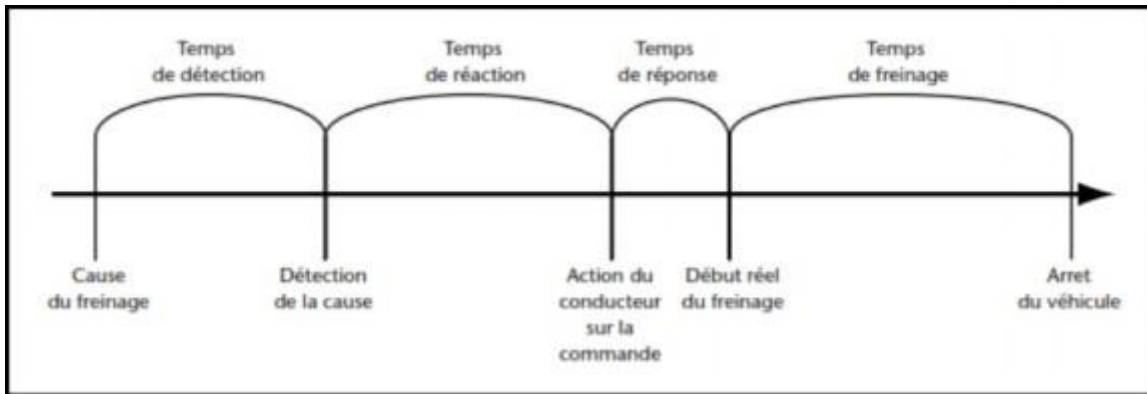 Temps
de détection
Temps
de réaction
Temps
de réponse
Temps
de freinage
Cause
du freinage
Détection
de la cause
Action du
conducteur
sur la
commande
Début réel
du freinage
Arret
du véhicule